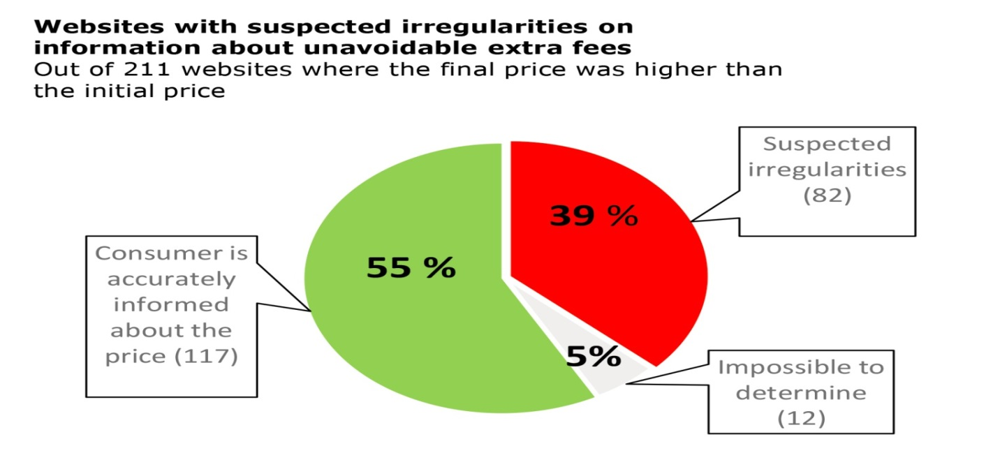 Websites with suspected irregularities on
information about unavoidable extra fees
Out of 211 websites where the final price was higher than
the initial price
Suspected
irregularities
(82)
39 %
55 %
Consumer is
accurately
informed
about the
price (117)
5%
Impossible to
determine
(12)